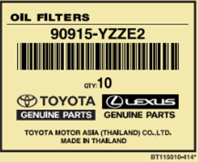 OIL FILTERS
90915-YZZE2
QTY:10
TOYOTA LEXUS
GENUINE PARTS GENUINE PARTS
TOYOTA MOTOR ASIA (THAILAND) CO.,LTD.
MADE IN THAILAND
BT115010-414*